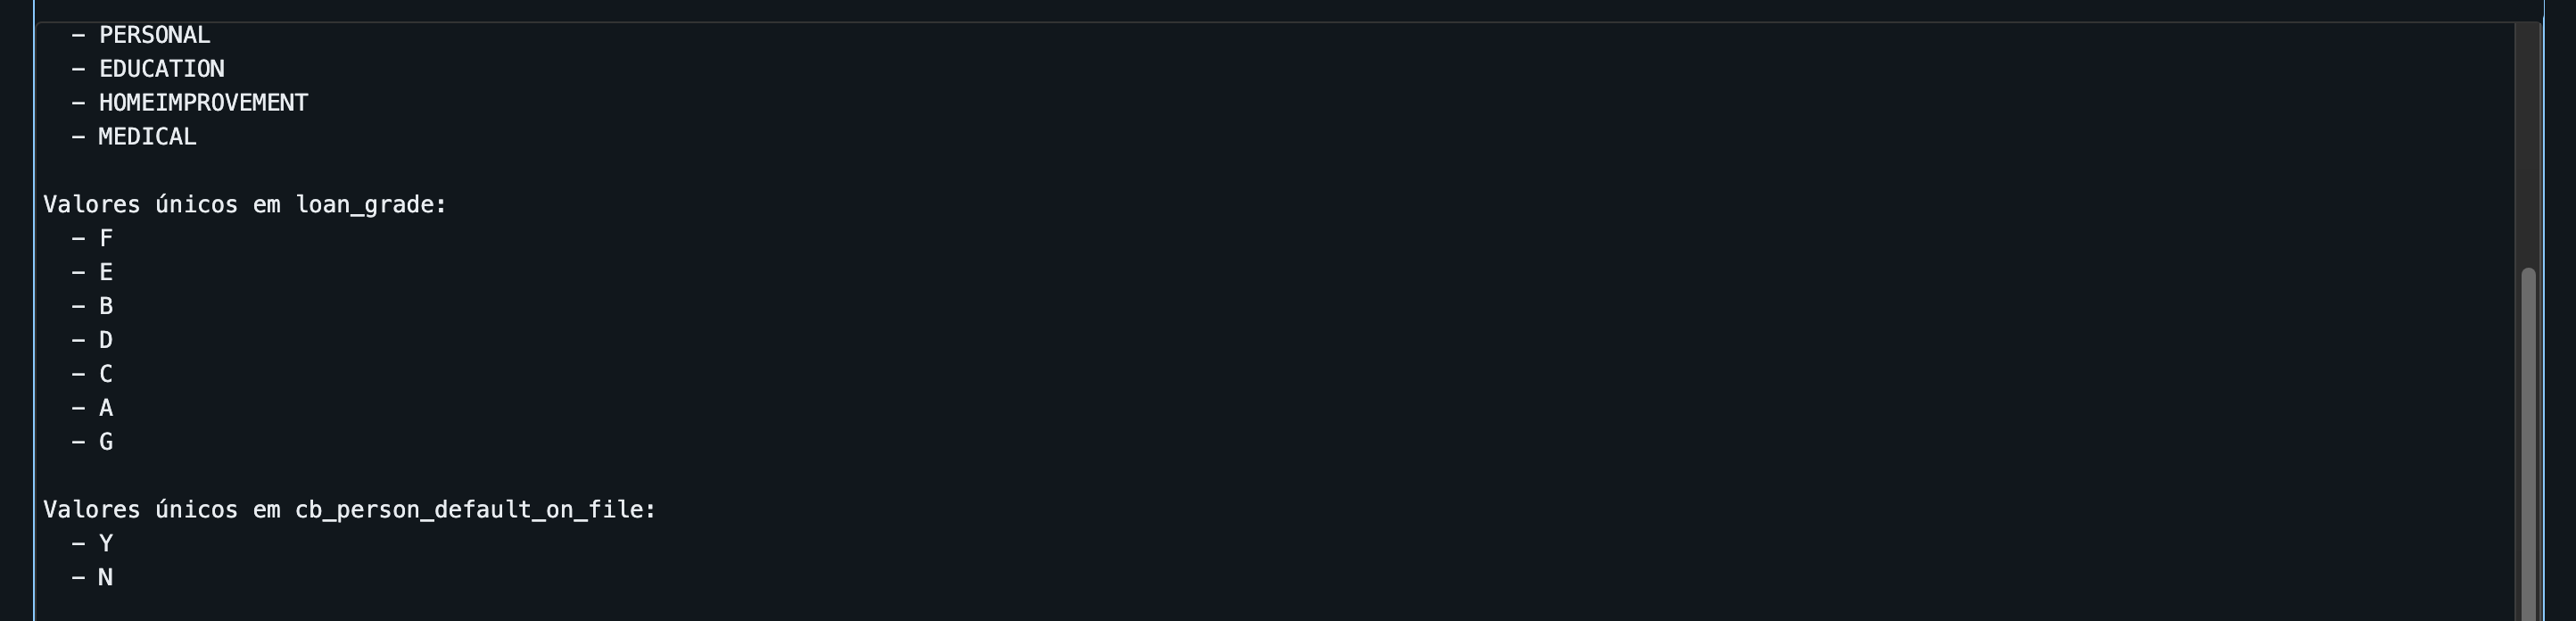 – PERSONAL
– EDUCATION
– HOMEIMPROVEMENT
– MEDICAL
Valores únicos em loan_grade:
– F
– E
– B
– D
– C
– A
– G
Valores únicos em cb_person_default_on_file:
– Y
– N